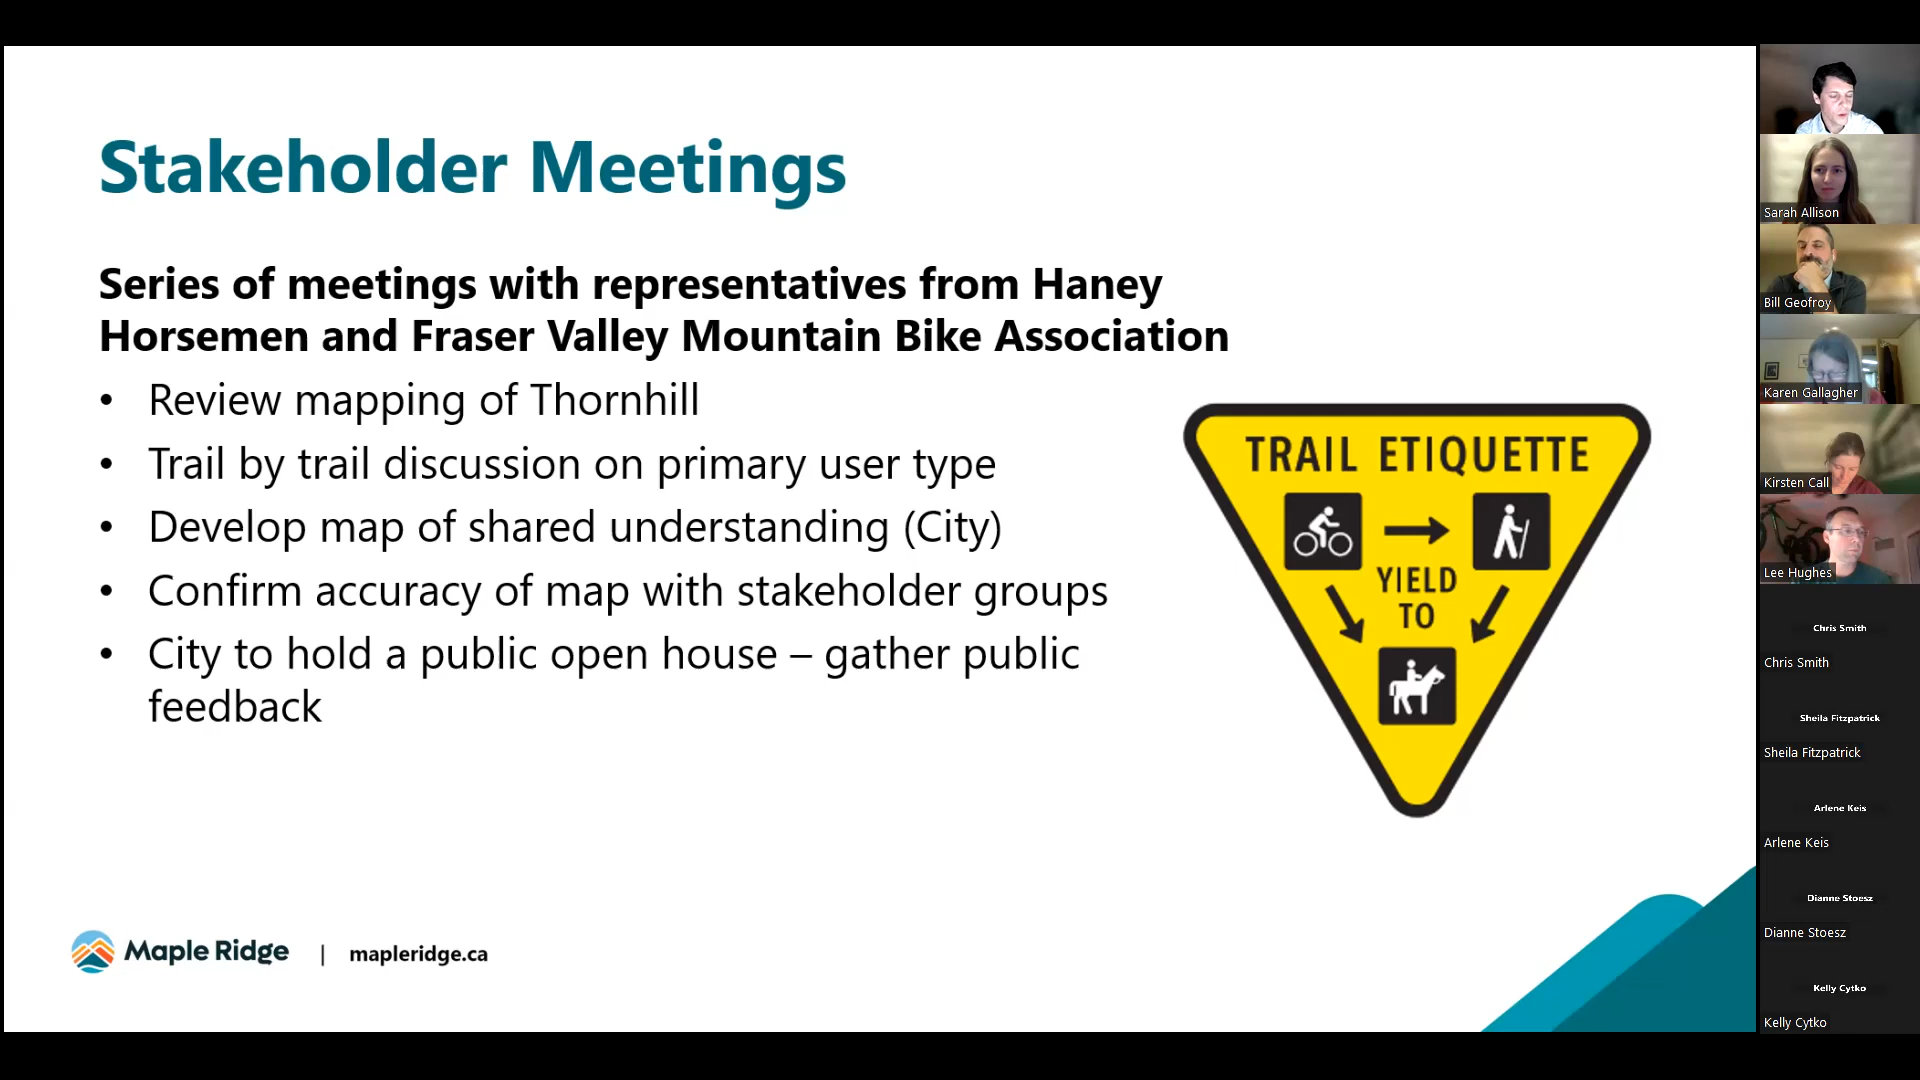 Stakeholder Meetings
Series of meetings with representatives from Haney
Horsemen and Fraser Valley Mountain Bike Association
• Review mapping of Thornhill
• Trail by trail discussion on primary user type
• Develop map of shared understanding (City)
• Confirm accuracy of map with stakeholder groups
• City to hold a public open house – gather public
feedback
TRAIL ETIQUETTE
YIELD
TO
Maple Ridge | mapleridge.ca
Sarah Allison
Bill Geofroy
Karen Gallagher
Kirsten Call
Lee Hughes
Chris Smith
Chris Smith
Sheila Fitzpatrick
Sheila Fitzpatrick
Arlene Keis
Arlene Keis
Dianne Stoesz
Dianne Stoesz
Kelly Cytko
Kelly Cytko